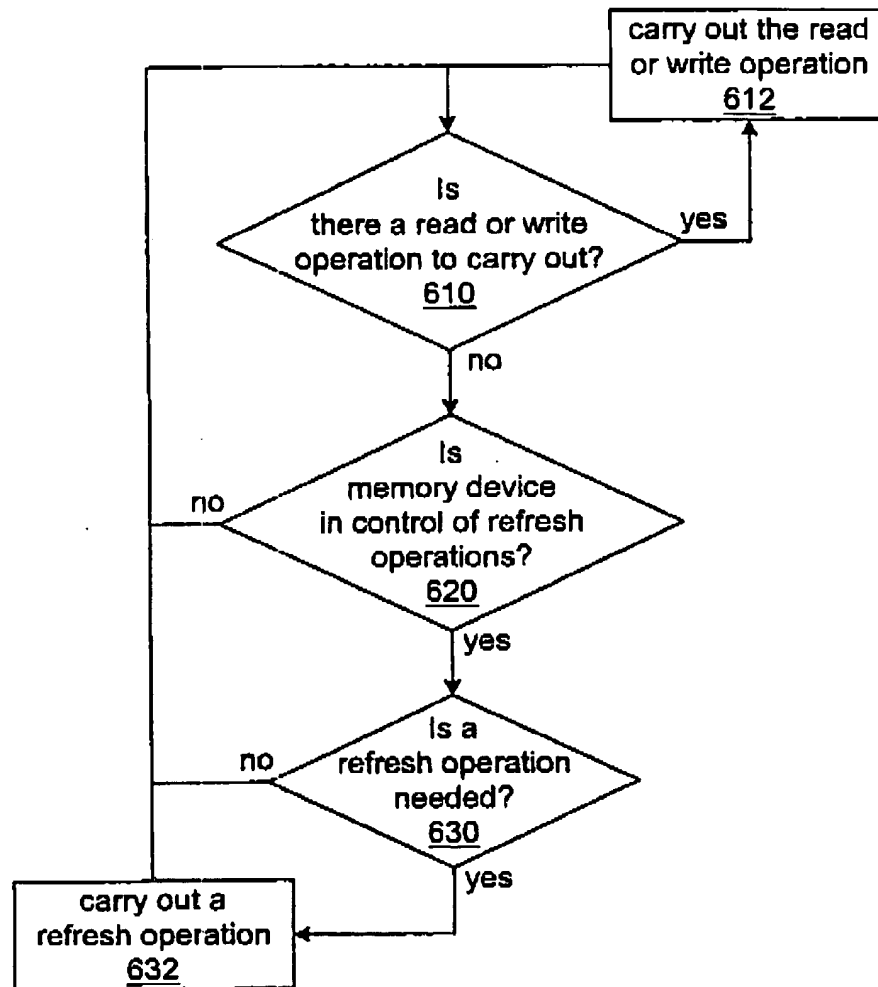 carry out the read
or write operation
612
Is
there a read or write
operation to carry out?
610
yes
no
Is
memory device
in control of refresh
operations?
620
no
yes
Is a
refresh operation
needed?
630
no
yes
carry out a
refresh operation
632